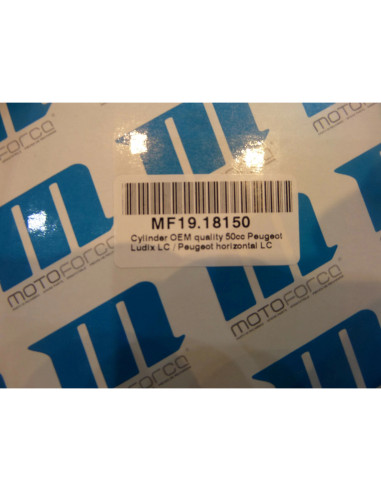 MOTOFORCE
MOTOFORCE
MF19.18150
Cylinder OEM quality 50cc Peugeot
Ludix LC / Peugeot horizontal LC
MOTOFORCE
MOTOFORCE